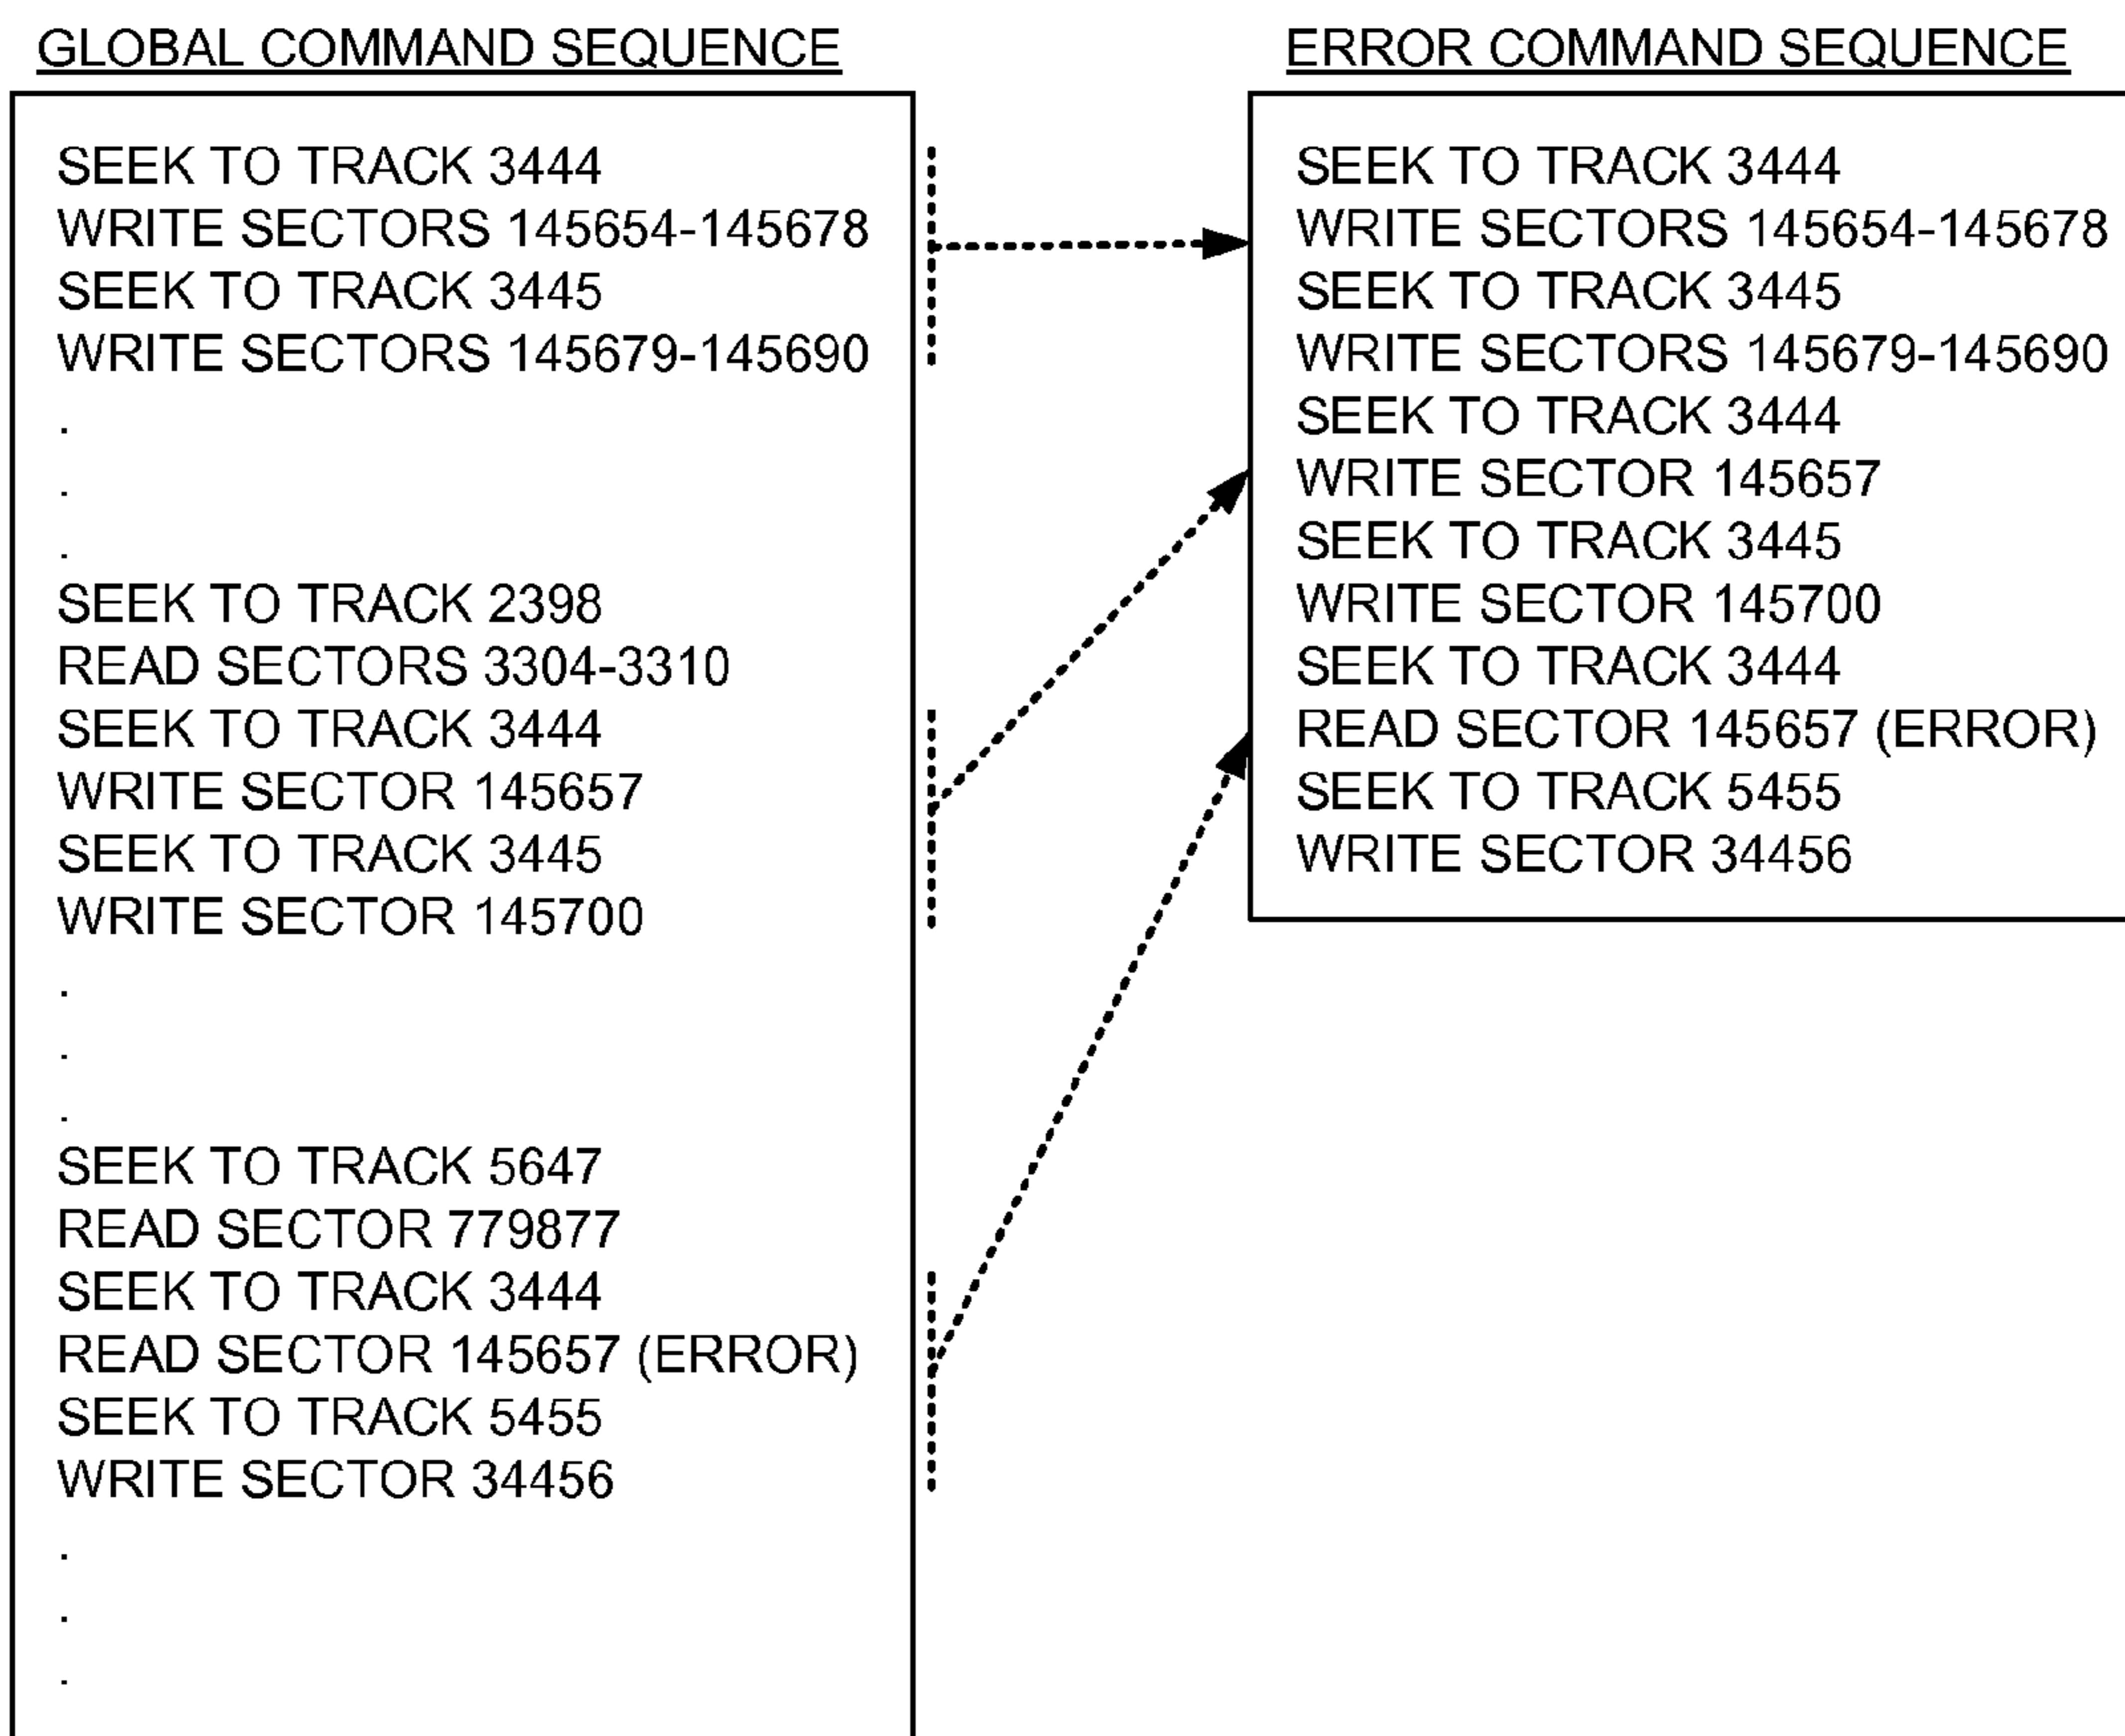 GLOBAL COMMAND SEQUENCE
SEEK TO TRACK 3444
WRITE SECTORS 145654-145678
SEEK TO TRACK 3445
WRITE SECTORS 145679-145690
.
.
.
SEEK TO TRACK 2398
READ SECTORS 3304-3310
SEEK TO TRACK 3444
WRITE SECTOR 145657
SEEK TO TRACK 3445
WRITE SECTOR 145700
.
.
.
SEEK TO TRACK 5647
READ SECTOR 779877
SEEK TO TRACK 3444
READ SECTOR 145657 (ERROR)
SEEK TO TRACK 5455
WRITE SECTOR 34456
.
.
.
ERROR COMMAND SEQUENCE
SEEK TO TRACK 3444
WRITE SECTORS 145654-145678
SEEK TO TRACK 3445
WRITE SECTORS 145679-145690
SEEK TO TRACK 3444
WRITE SECTOR 145657
SEEK TO TRACK 3445
WRITE SECTOR 145700
SEEK TO TRACK 3444
READ SECTOR 145657 (ERROR)
SEEK TO TRACK 5455
WRITE SECTOR 34456